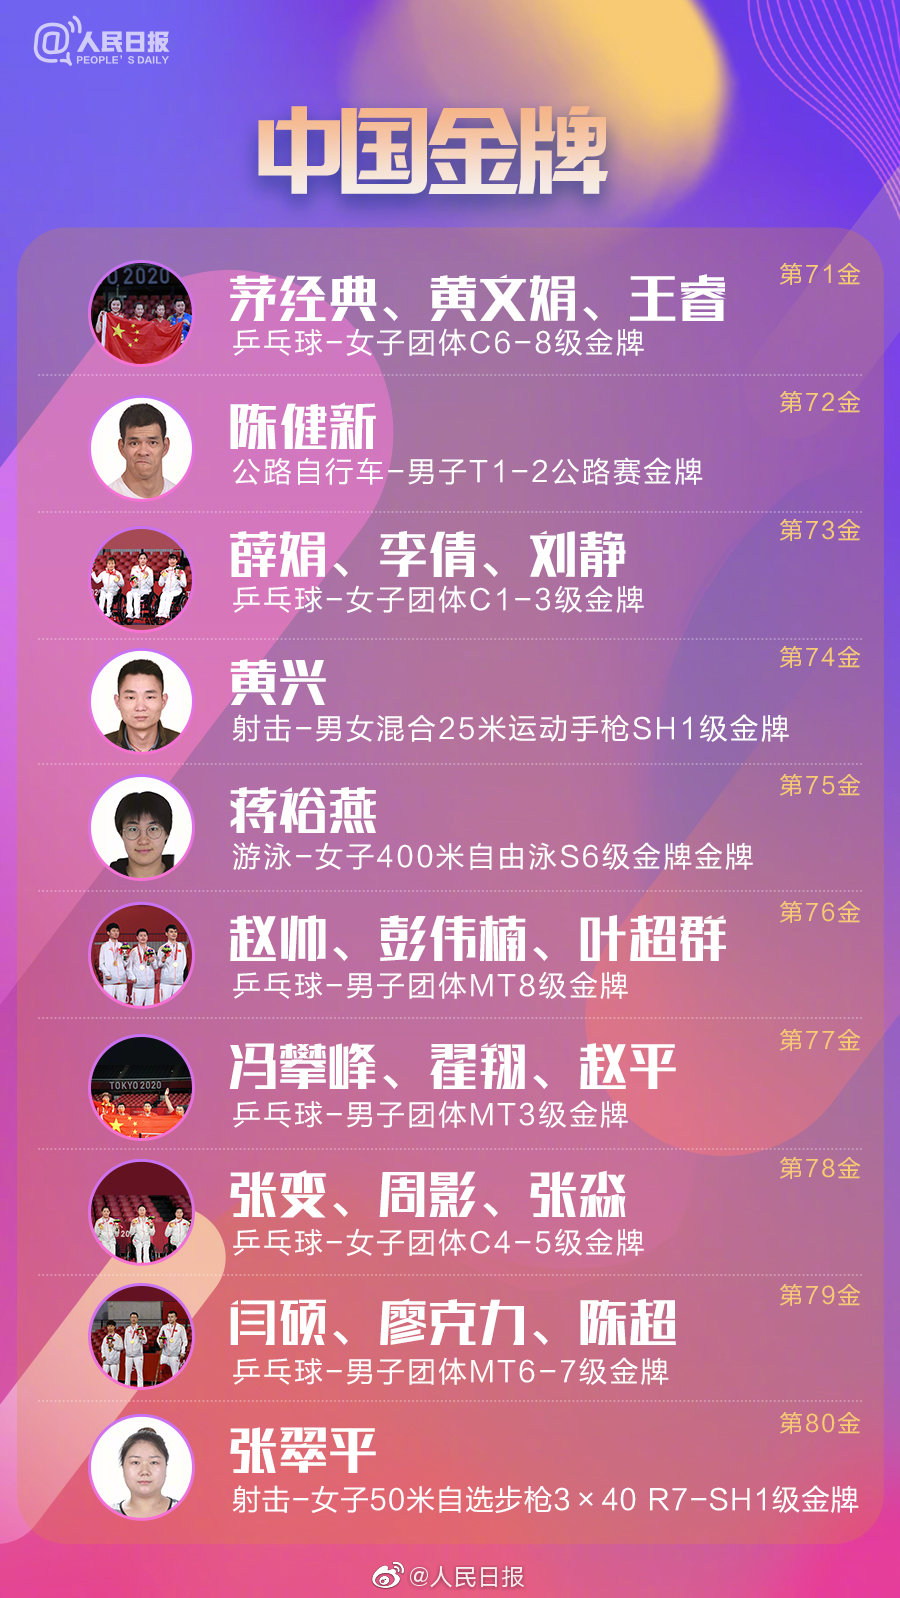 @人民日报
PEOPLE'S DAILY
中国金牌
第71金
茅经典、黄文娟、王睿
乒乓球-女子团体C6-8级金牌
第72金
陈健新
公路自行车-男子T1-2公路赛金牌
第73金
薛娟、李倩、刘静
乒乓球-女子团体C1-3级金牌
第74金
黄兴
射击-男女混合25米运动手枪SH1级金牌
第75金
蒋裕燕
游泳-女子400米自由泳S6级金牌金牌
第76金
赵帅、彭伟楠、叶超群
乒乓球-男子团体MT8级金牌
第77金
冯攀峰、翟翔、赵平
乒乓球-男子团体MT3级金牌
TOKYO 2020
第78金
张变、周影、张淼
乒乓球-女子团体C4-5级金牌
第79金
闫硕、廖克力、陈超
乒乓球-男子团体MT6-7级金牌
第80金
张翠平
射击-女子50米自选步枪3×40 R7-SH1级金牌
@人民日报